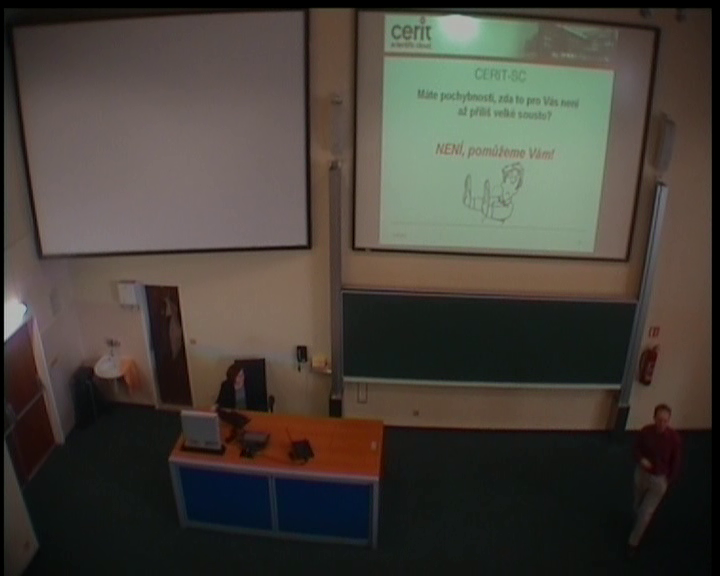 cerit
scientific cloud
CERIT-SC
Máte pochybnosti, zda to pro Vás není
až příliš velké sousto?
NENÍ, pomůžeme Vám!